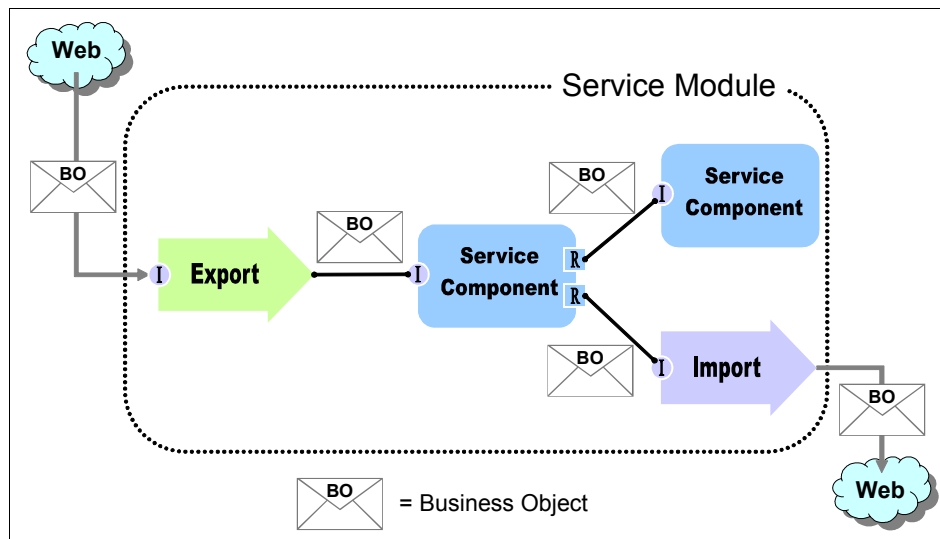 Web
Service Module
BO
BO
Service
Component
I
BO
I
Export
I
Service
Component
R
R
BO
I
Import
BO
Web
BO
= Business Object